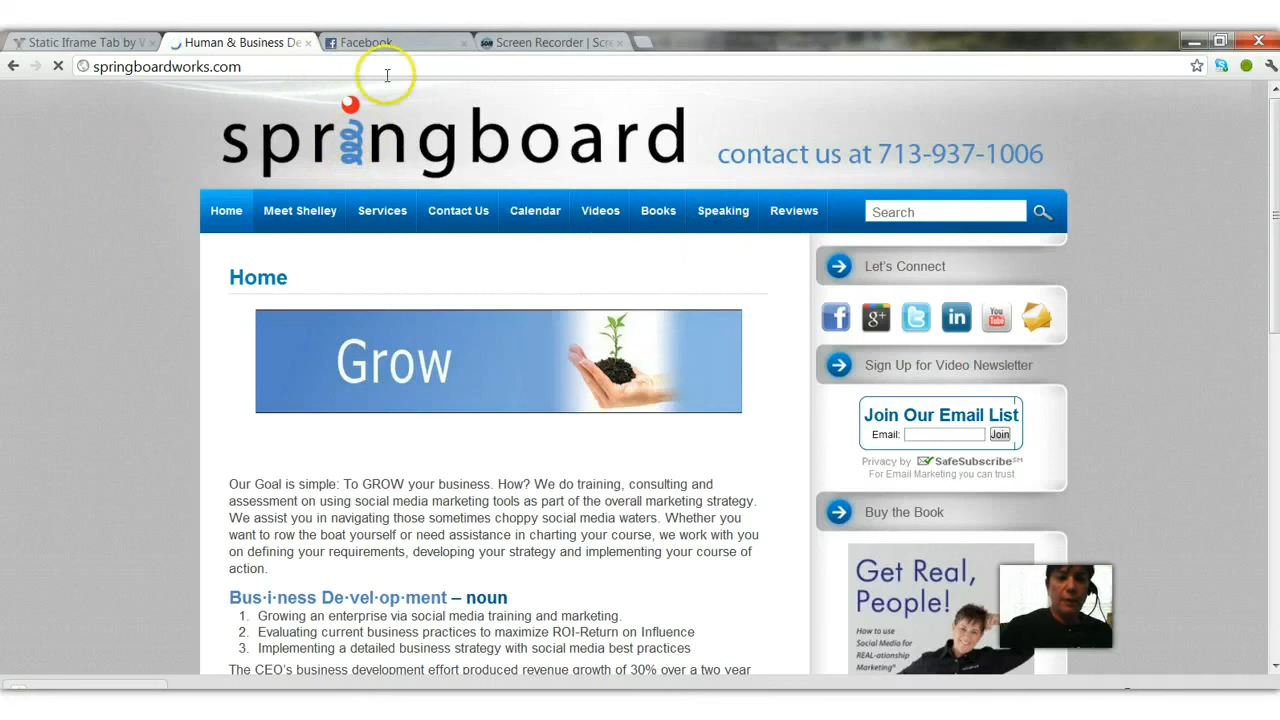 Static Iframe Tab by W
Human & Business De
Facebook
Screen Recorder | Scre
springboardworks.com
springboard
contact us at 713-937-1006
Home
Meet Shelley
Services
Contact Us
Calendar
Videos
Books
Speaking
Reviews
Search
Home
Grow
Our Goal is simple: To GROW your business. How? We do training, consulting and
assessment on using social media marketing tools as part of the overall marketing strategy.
We assist you in navigating those sometimes choppy social media waters. Whether you
want to row the boat yourself or need assistance in charting your course, we work with you
on defining your requirements, developing your strategy and implementing your course of
action.
Bus·i·ness De·vel·op·ment – noun
1. Growing an enterprise via social media training and marketing.
2. Evaluating current business practices to maximize ROI-Return on Influence
3. Implementing a detailed business strategy with social media best practices
The CEO's business development effort produced revenue growth of 30% over a two year
Let's Connect
f
g+
t
in
You
Tube
Sign Up for Video Newsletter
Join Our Email List
Email:
Join
Privacy by SafeSubscribe SM
For Email Marketing you can trust
Buy the Book
Get Real,
People!
How to use
Social Media for
REAL-ationship
Marketing®